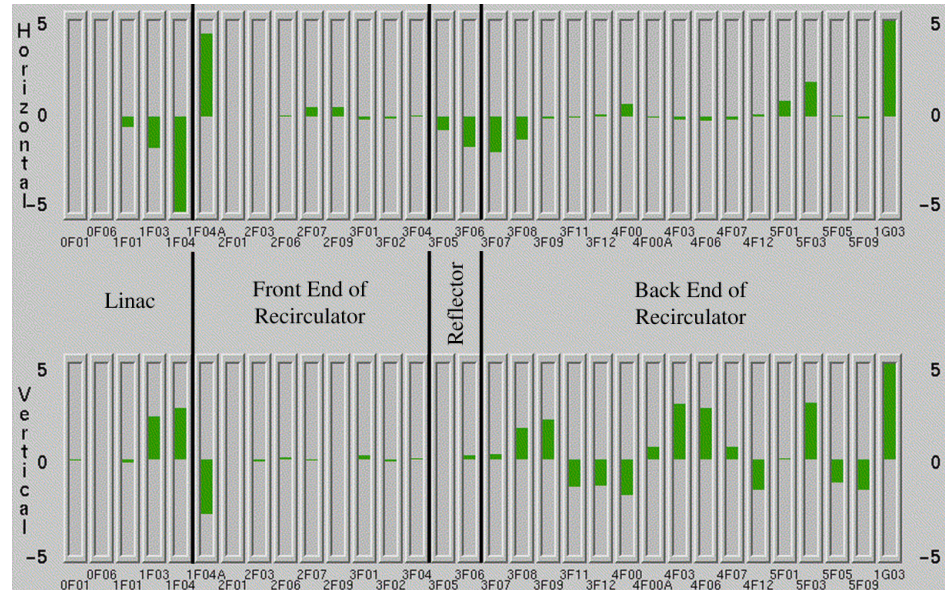 Horizontal
5
0
-5
5
0
-5
0F06 1F03 1F04A 2F03 2F07 3F01 3F04 3F06 3F08 3F11 4F00 4F03 4F07 5F01 5F05 1G03
0F01 1F01 1F04 2F01 2F06 2F09 3F02 3F05 3F07 3F09 3F12 4F00A 4F06 4F12 5F03 5F09
Linac
Front End of
Recirculator
Reflector
Back End of
Recirculator
Vertical
5
0
-5
5
0
-5
0F06 1F03 1F04A 2F03 2F07 3F01 3F04 3F06 3F08 3F11 4F00 4F03 4F07 5F01 5F05 1G03
0F01 1F01 1F04 2F01 2F06 2F09 3F02 3F05 3F07 3F09 3F12 4F00A 4F06 4F12 5F03 5F09